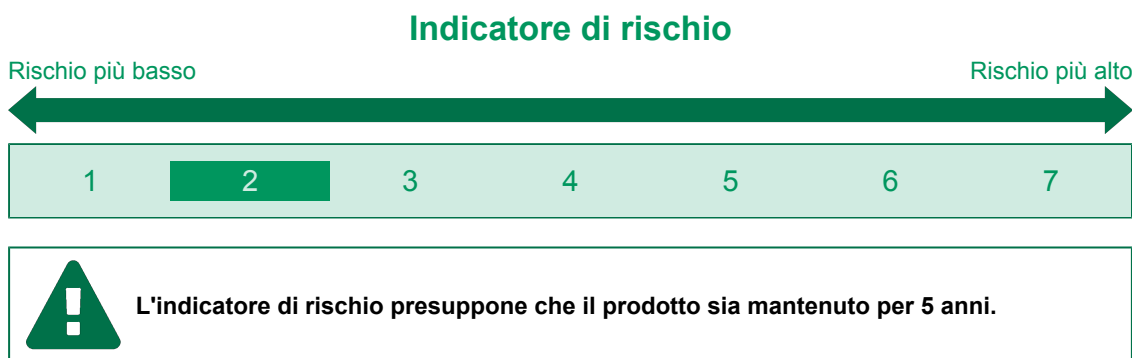 Indicatore di rischio
Rischio più basso Rischio più alto
1 2 3 4 5 6 7
L'indicatore di rischio presuppone che il prodotto sia mantenuto per 5 anni.